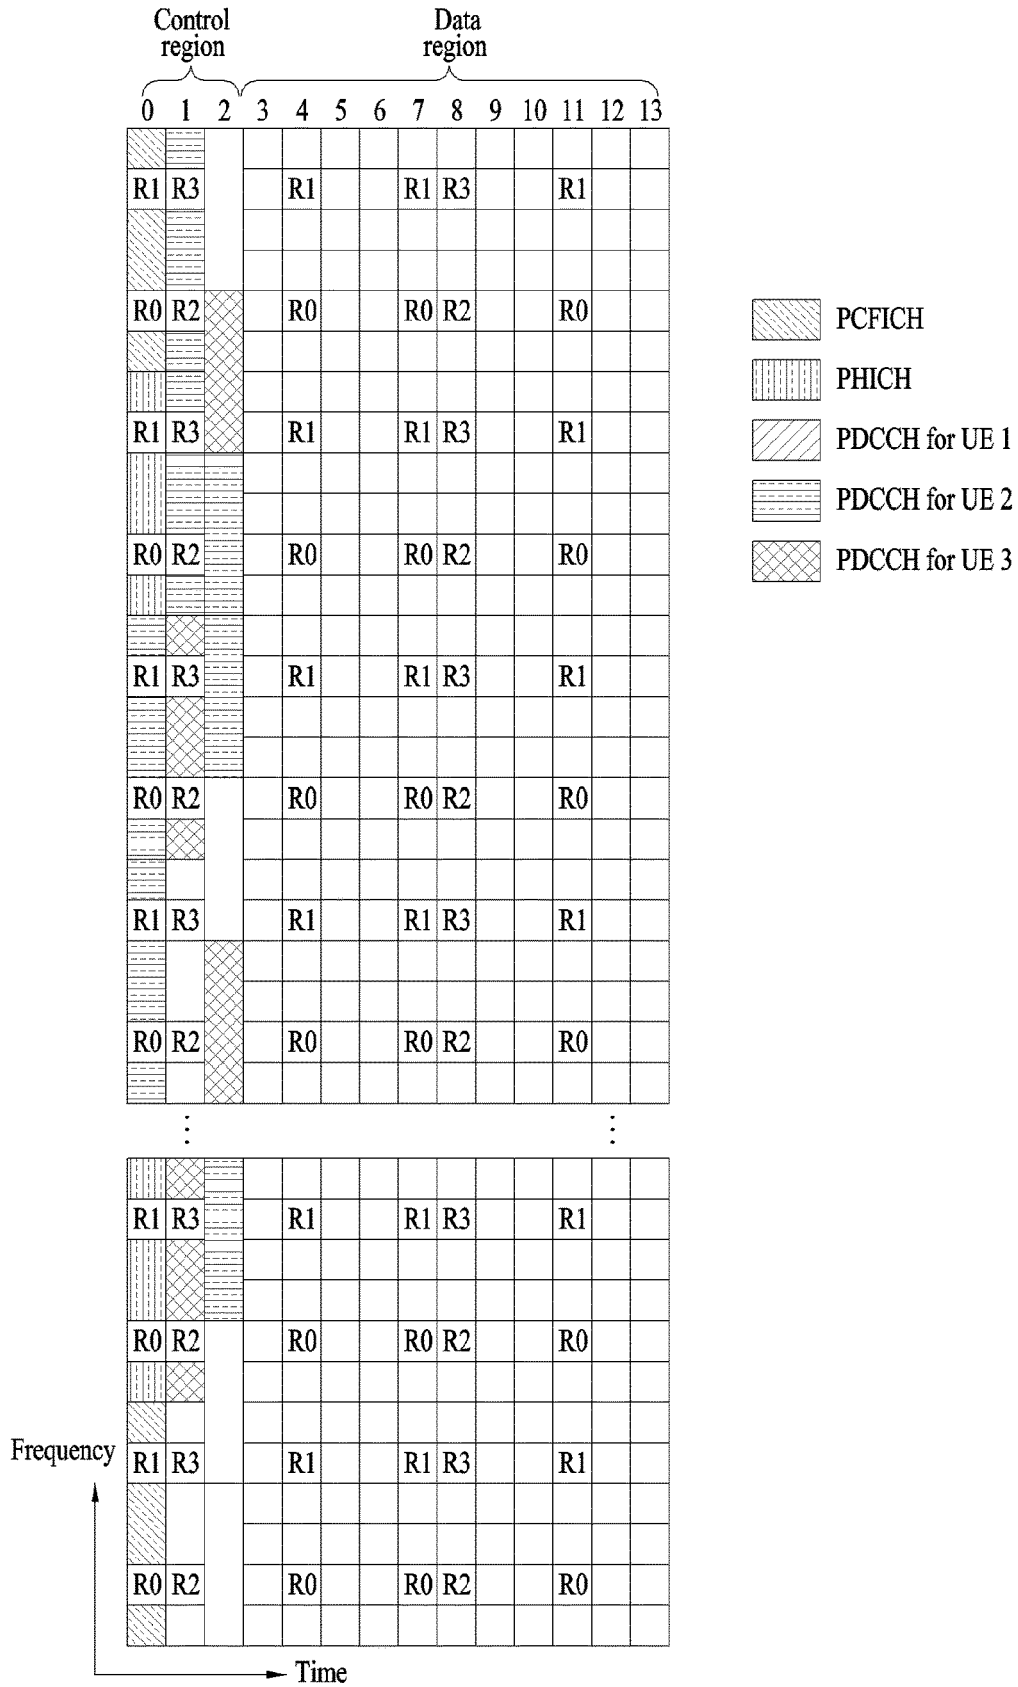 Control region
Data region
0 1 2 3 4 5 6 7 8 9 10 11 12 13
R1 R3 R1 R1 R3 R1
R0 R2 R0 R0 R2 R0
R1 R3 R1 R1 R3 R1
R0 R2 R0 R0 R2 R0
R1 R3 R1 R1 R3 R1
R0 R2 R0 R0 R2 R0
R1 R3 R1 R1 R3 R1
R0 R2 R0 R0 R2 R0
R1 R3 R1 R1 R3 R1
R0 R2 R0 R0 R2 R0
R1 R3 R1 R1 R3 R1
R0 R2 R0 R0 R2 R0
PCFICH
PHICH
PDCCH for UE 1
PDCCH for UE 2
PDCCH for UE 3
Frequency
Time